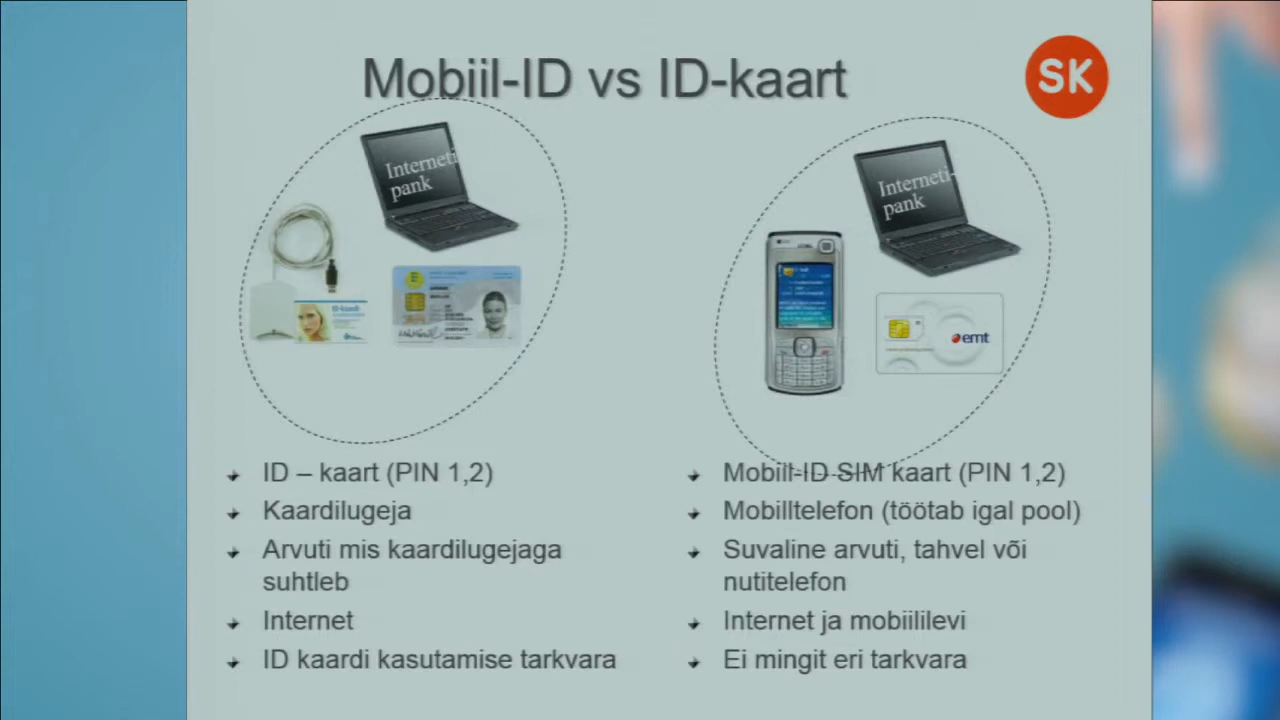 Mobiil-ID vs ID-kaart
SK
Interneti
pank
Interneti-
pank
emt
ID – kaart (PIN 1,2)
Kaardilugeja
Arvuti mis kaardilugejaga
suhtleb
Internet
ID kaardi kasutamise tarkvara
Mobiil-ID SIM kaart (PIN 1,2)
Mobiiltelefon (töötab igal pool)
Suvaline arvuti, tahvel või
nutitelefon
Internet ja mobiililevi
Ei mingit eri tarkvara